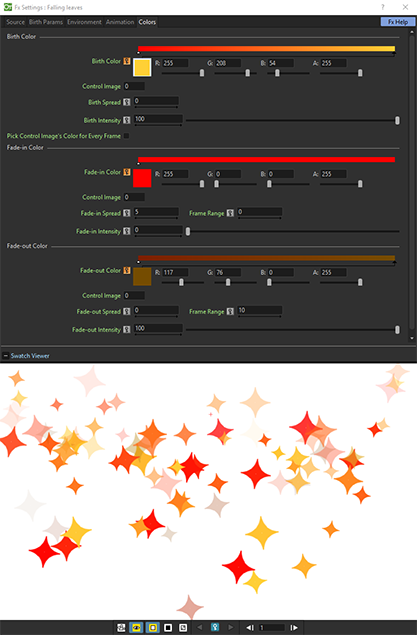 Fx Settings : Falling leaves
Source Birth Params Environment Animation Colors Fx Help
Birth Color
Birth Color R: 255 G: 208 B: 54 A: 255
Control Image 0
Birth Spread 0
Birth Intensity 100
Pick Control Image's Color for Every Frame
Fade-in Color
Fade-in Color R: 255 G: 0 B: 0 A: 255
Control Image 0
Fade-in Spread 5 Frame Range 0
Fade-in Intensity 0
Fade-out Color
Fade-out Color R: 117 G: 76 B: 0 A: 255
Control Image 0
Fade-out Spread 0 Frame Range 10
Fade-out Intensity 100
Swatch Viewer
1